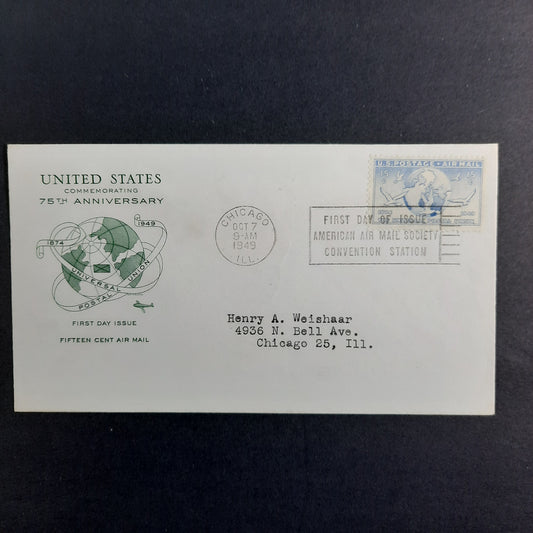 UNITED STATES
COMMEMORATING
75TH ANNIVERSARY
1874
1949
UNIVERSAL
POSTAL UNION
FIRST DAY ISSUE
FIFTEEN CENT AIR MAIL
CHICAGO
OCT 7
9-AM
1949
ILL.
U.S. POSTAGE · AIR MAIL
15¢ 15¢
FIRST DAY OF ISSUE
AMERICAN AIR MAIL SOCIETY
CONVENTION STATION
Henry A. Weishaar
4936 N. Bell Ave.
Chicago 25, Ill.